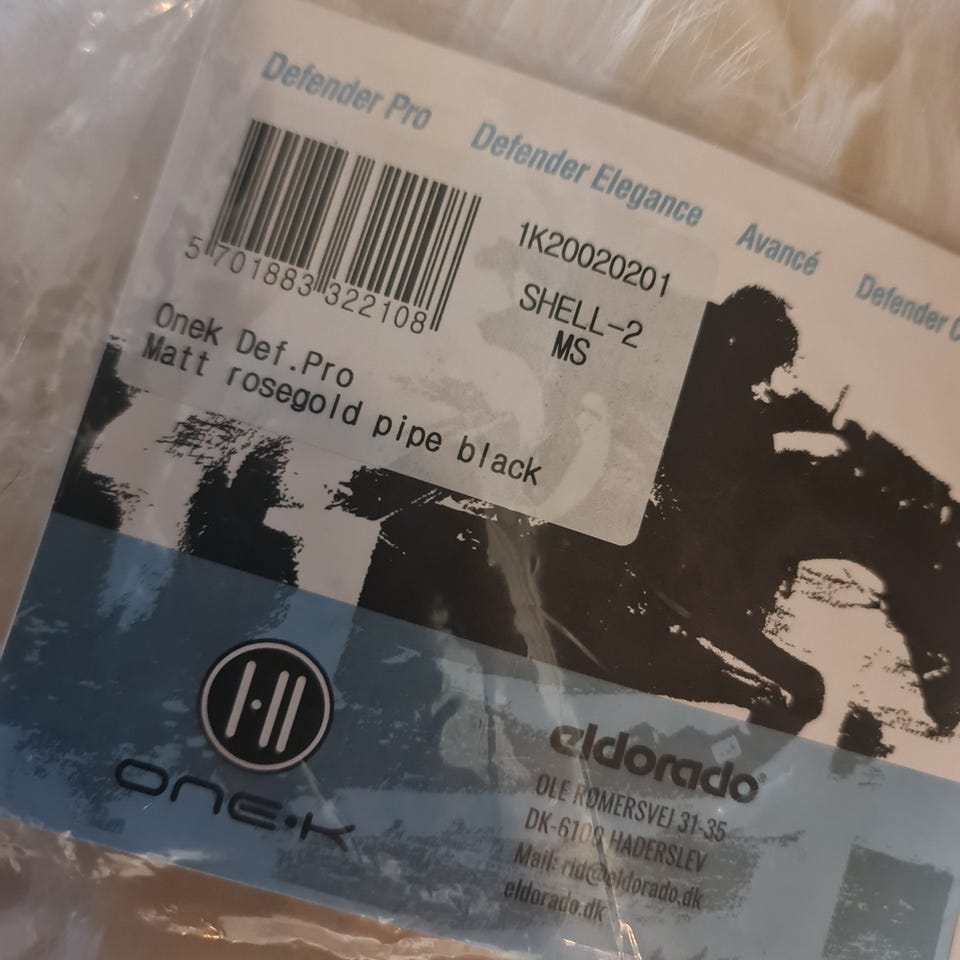 Defender Pro Defender Elegance Avancé Defender
5 701883 322108
1K20020201
SHELL-2
MS
Onek Def.Pro
Matt rosegold pipe black
ONE•K
eldorado®
OLE RØMERSVEJ 31-35
DK-6100 HADERSLEV
Mail: rid@eldorado.dk
eldorado.dk